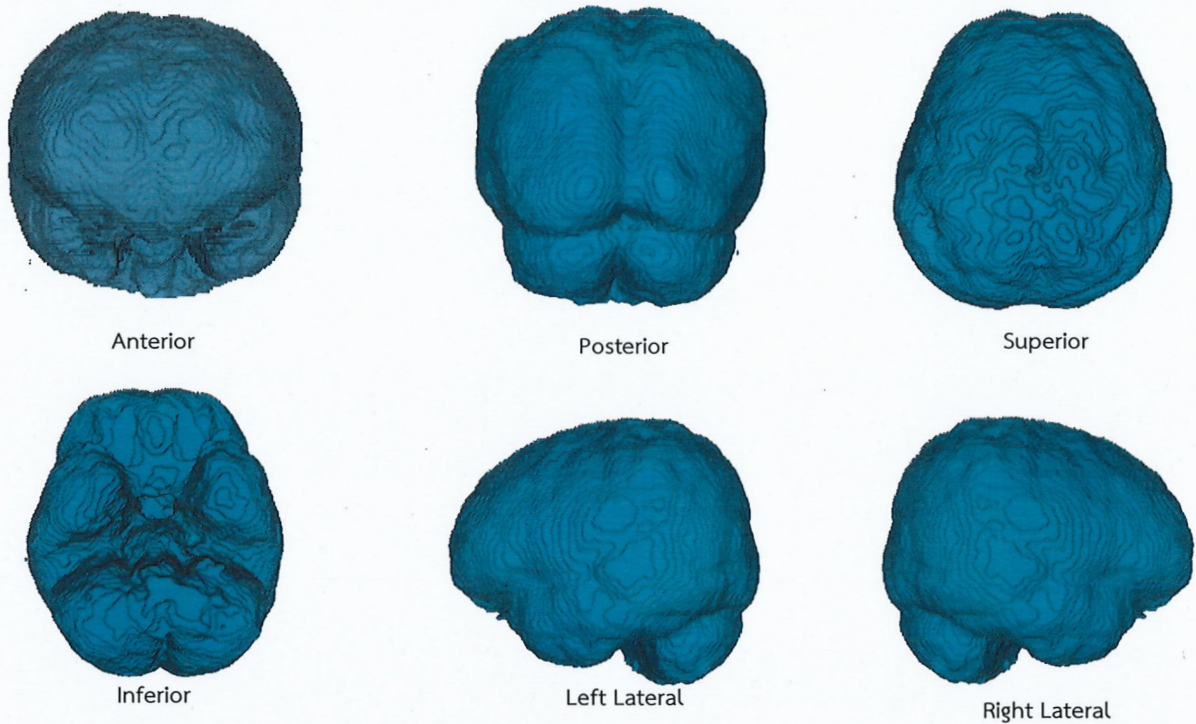 Anterior
Posterior
Superior
Inferior
Left Lateral
Right Lateral